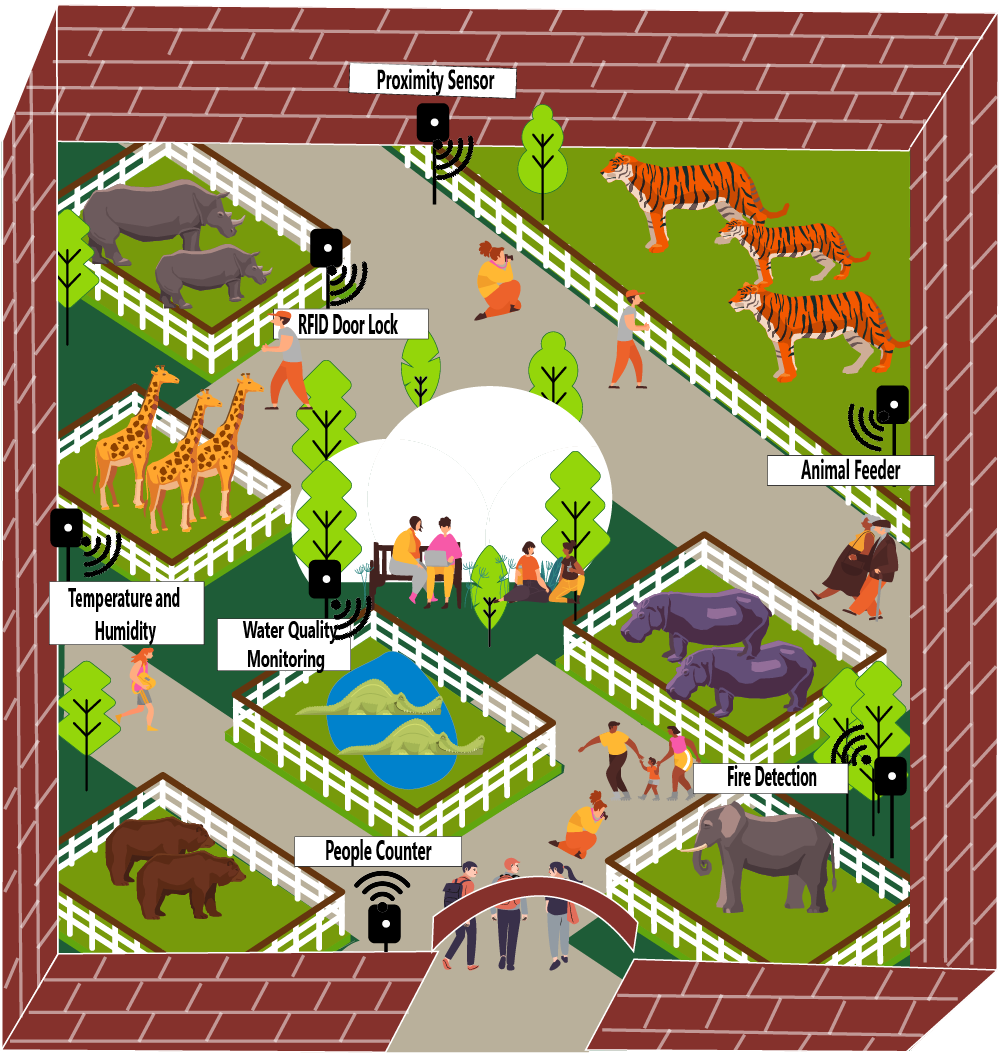 Proximity Sensor
RFID Door Lock
Animal Feeder
Temperature and
Humidity
Water Quality
Monitoring
Fire Detection
People Counter